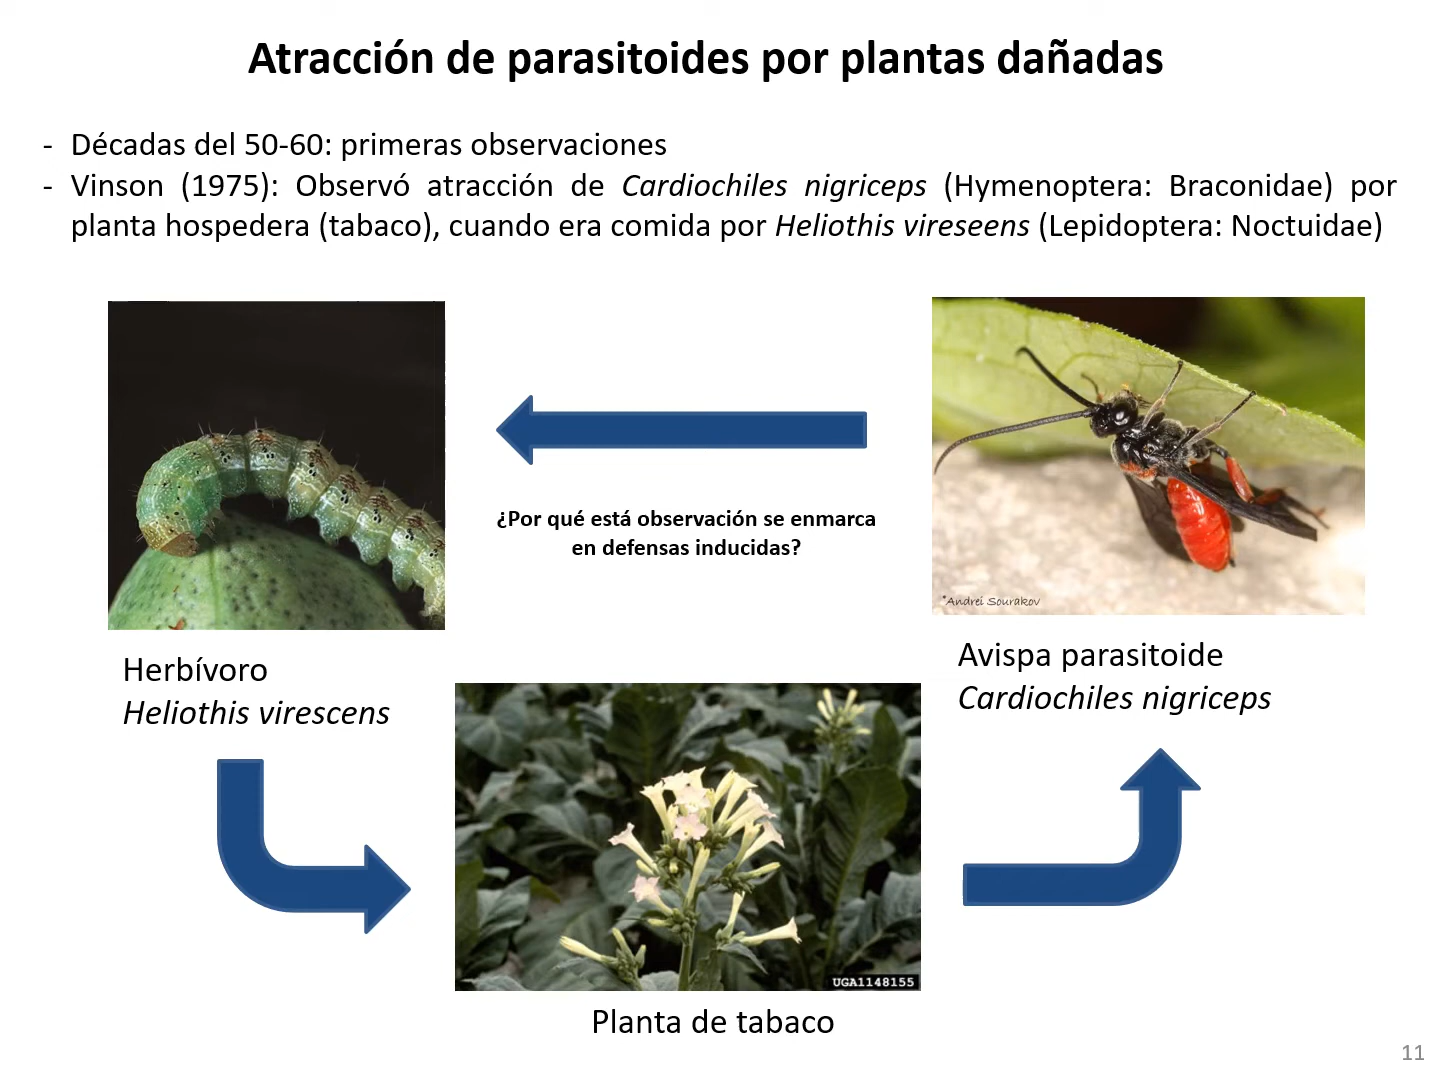 Atracción de parasitoides por plantas dañadas
- Décadas del 50-60: primeras observaciones
- Vinson (1975): Observó atracción de Cardiochiles nigriceps (Hymenoptera: Braconidae) por
planta hospedera (tabaco), cuando era comida por Heliothis vireseens (Lepidoptera: Noctuidae)
¿Por qué está observación se enmarca
en defensas inducidas?
*Andrei Sourakov
Herbívoro
Heliothis virescens
Avispa parasitoide
Cardiochiles nigriceps
UGA1148155
Planta de tabaco
11